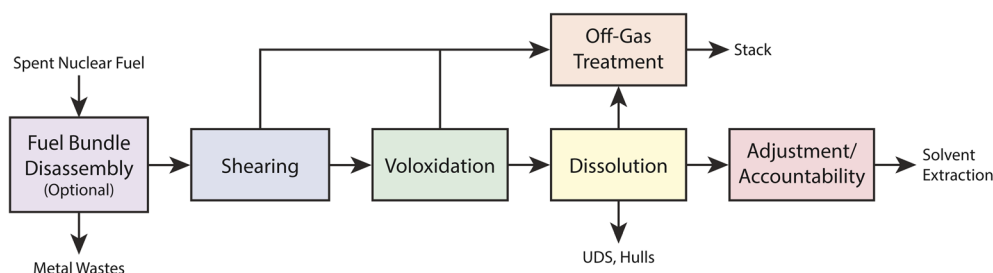 Off-Gas
Treatment
Stack
Spent Nuclear Fuel
Fuel Bundle
Disassembly
(Optional)
Shearing
Voloxidation
Dissolution
Adjustment/
Accountability
Solvent
Extraction
UDS, Hulls
Metal Wastes